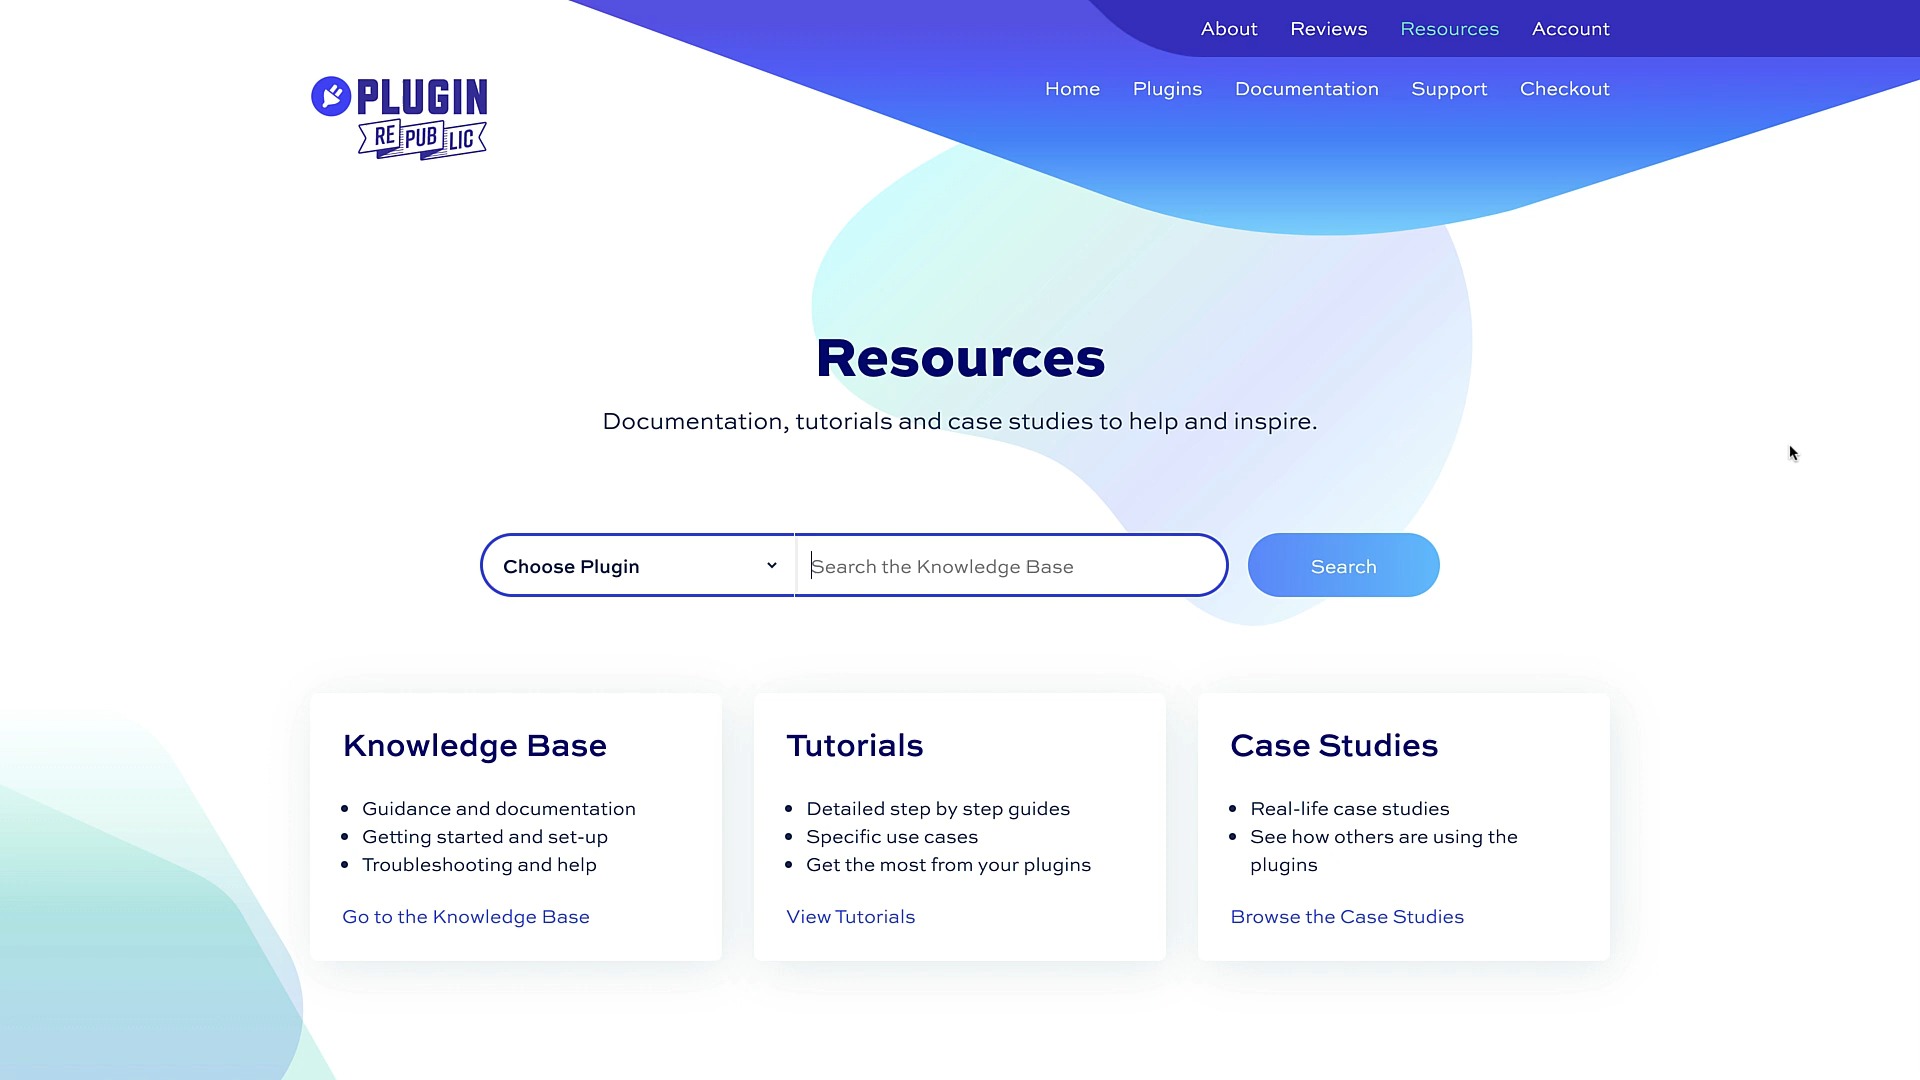 About Reviews Resources Account
PLUGIN
REPUBLIC
Home Plugins Documentation Support Checkout
Resources
Documentation, tutorials and case studies to help and inspire.
Choose Plugin Search the Knowledge Base Search
Knowledge Base
Guidance and documentation
Getting started and set-up
Troubleshooting and help
Go to the Knowledge Base
Tutorials
Detailed step by step guides
Specific use cases
Get the most from your plugins
View Tutorials
Case Studies
Real-life case studies
See how others are using the
plugins
Browse the Case Studies